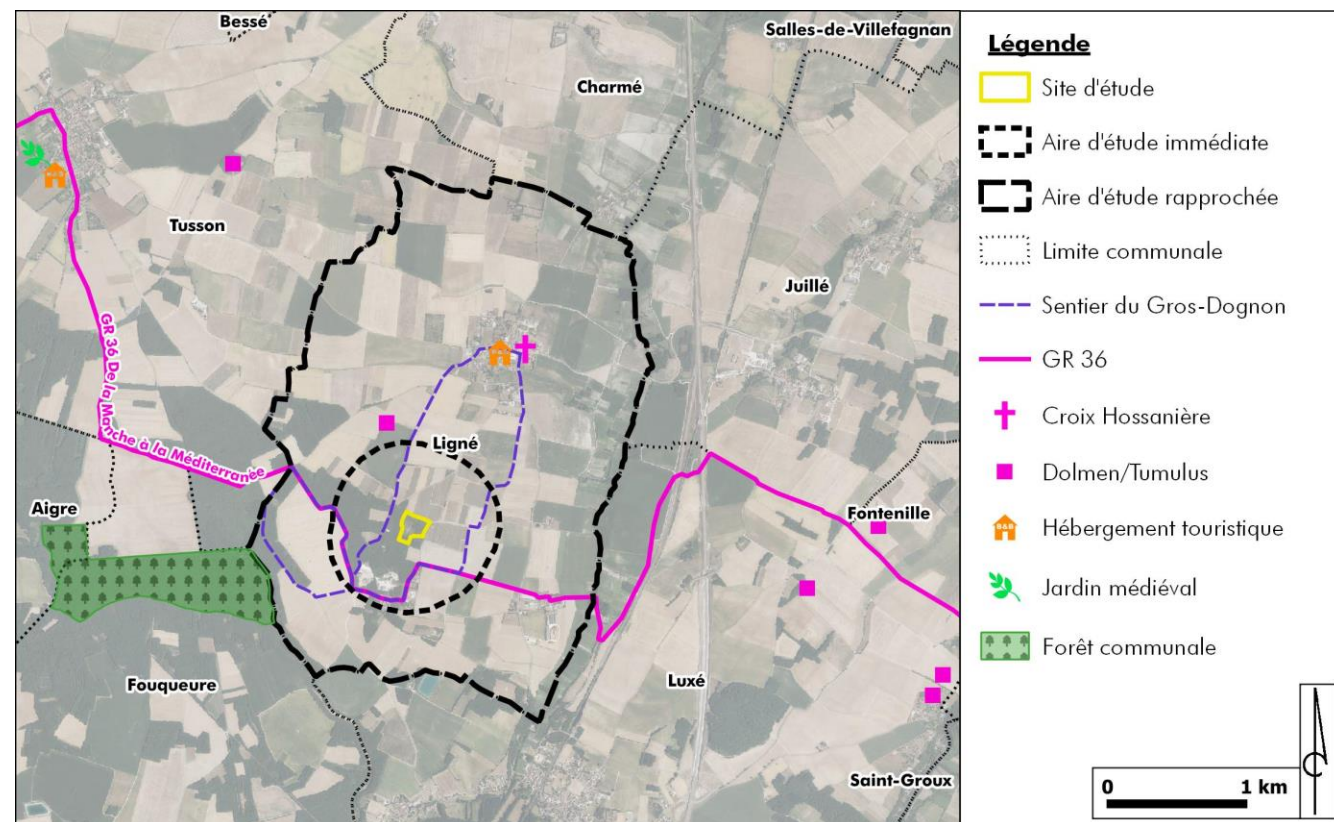 Bessé
Salles-de-Villefagnan
Charmé
Tusson
Juillé
GR 36 De la Manche à la Méditerranée
Ligné
Aigre
Fontenille
Fouqueure
Luxé
Saint-Groux
Légende
Site d'étude
Aire d'étude immédiate
Aire d'étude rapprochée
Limite communale
Sentier du Gros-Dognon
GR 36
Croix Hossanière
Dolmen/Tumulus
Hébergement touristique
Jardin médiéval
Forêt communale
0 1 km